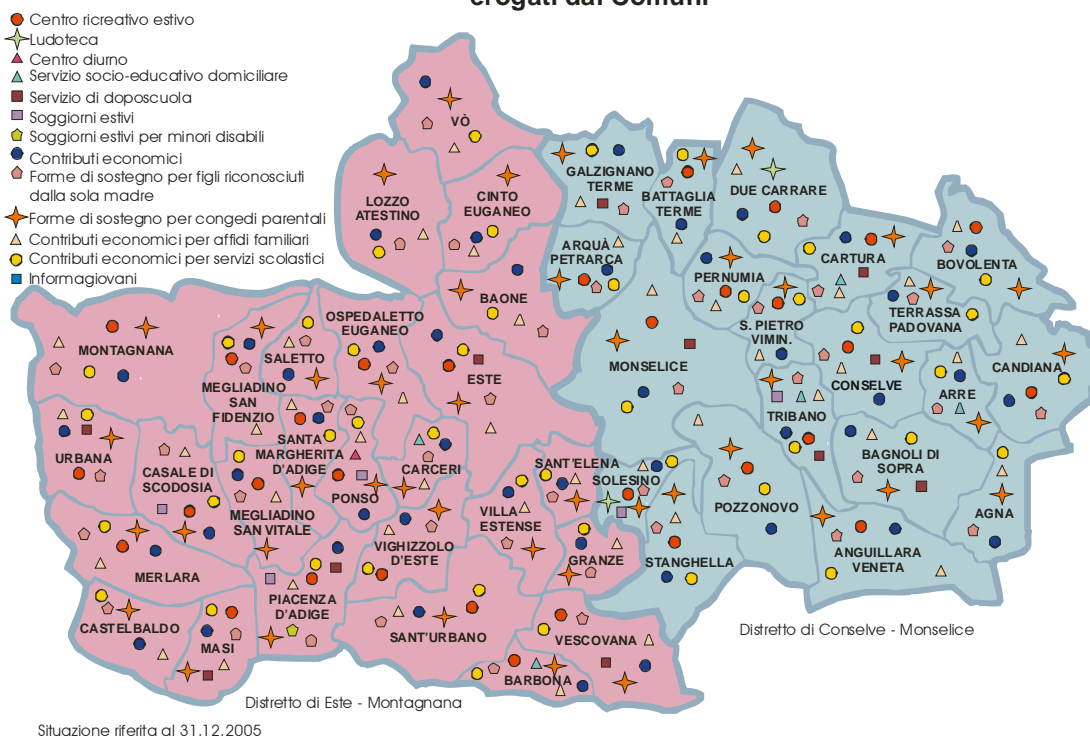 erogati dai Comuni
Centro ricreativo estivo
Ludoteca
Centro diurno
Servizio socio-educativo domiciliare
Servizio di doposcuola
Soggiorni estivi
Soggiorni estivi per minori disabili
Contributi economici
Forme di sostegno per figli riconosciuti
dalla sola madre
Forme di sostegno per congedi parentali
Contributi economici per affidi familiari
Contributi economici per servizi scolastici
Informagiovani
VÒ
LOZZO
ATESTINO
CINTO
EUGANEO
GALZIGNANO
TERME
BATTAGLIA
TERME
DUE CARRARE
ARQUÀ
PETRARCA
PERNUMIA
CARTURA
BOVOLENTA
BAONE
OSPEDALETTO
EUGANEO
S. PIETRO
VIMIN.
TERRASSA
PADOVANA
MONTAGNANA
SALETTO
MEGLIADINO
SAN
FIDENZIO
ESTE
MONSELICE
CONSELVE
ARRE
CANDIANA
TRIBANO
URBANA
CASALE DI
SCODOSIA
SANTA
MARGHERITA
D'ADIGE
CARCERI
PONSO
SANT'ELENA
SOLESINO
BAGNOLI DI
SOPRA
MEGLIADINO
SAN VITALE
VILLA
ESTENSE
POZZONOVO
AGNA
VIGHIZZOLO
D'ESTE
GRANZE
STANGHELLA
ANGUILLARA
VENETA
MERLARA
PIACENZA
D'ADIGE
CASTELBALDO
MASI
SANT'URBANO
VESCOVANA
BARBONA
Distretto di Conselve - Monselice
Distretto di Este - Montagnana
Situazione riferita al 31.12.2005